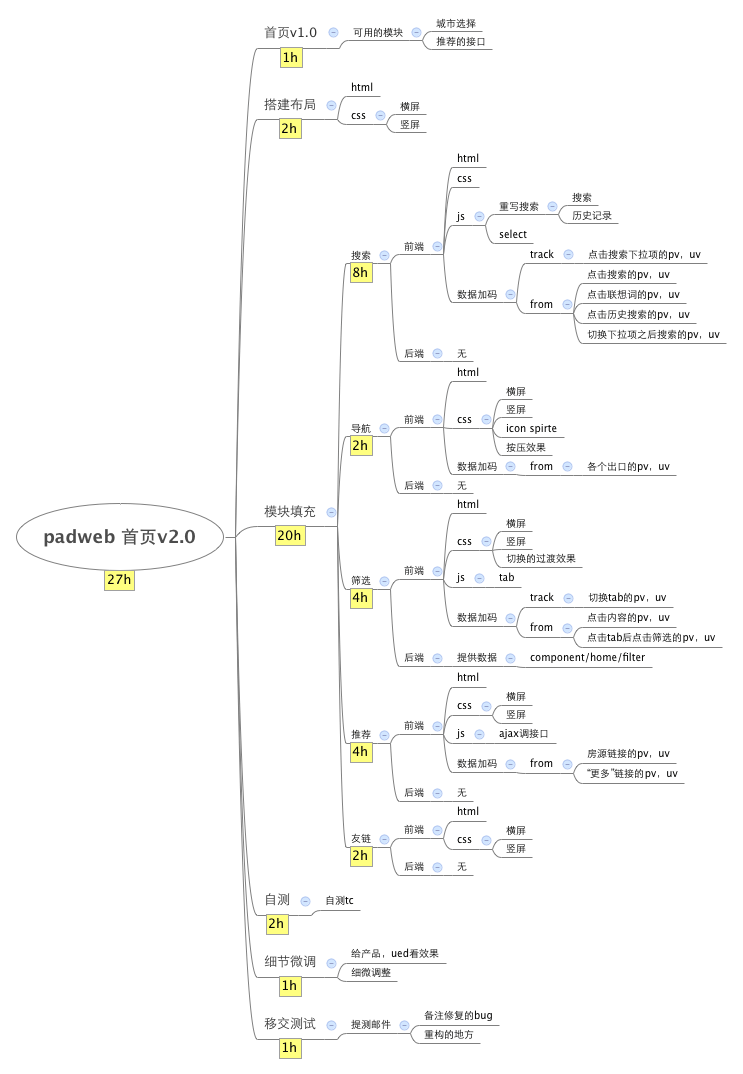 padweb 首页v2.0
27h
首页v1.0
1h
可用的模块
城市选择
推荐的接口
搭建布局
2h
html
css
横屏
竖屏
模块填充
20h
搜索
8h
前端
html
css
js
重写搜索
搜索
历史记录
select
数据加码
track
点击搜索下拉项的pv，uv
from
点击搜索的pv，uv
点击联想词的pv，uv
点击历史搜索的pv，uv
切换下拉项之后搜索的pv，uv
后端
无
导航
2h
前端
html
css
横屏
竖屏
icon spirte
按压效果
数据加码
from
各个出口的pv，uv
后端
无
筛选
4h
前端
html
css
横屏
竖屏
切换的过渡效果
js
tab
数据加码
track
切换tab的pv，uv
from
点击内容的pv，uv
点击tab后点击筛选的pv，uv
后端
提供数据
component/home/filter
推荐
4h
前端
html
css
横屏
竖屏
js
ajax调接口
数据加码
from
房源链接的pv，uv
“更多”链接的pv，uv
后端
无
友链
2h
前端
html
css
横屏
竖屏
后端
无
自测
2h
自测tc
细节微调
1h
给产品，ued看效果
细微调整
移交测试
1h
提测邮件
备注修复的bug
重构的地方